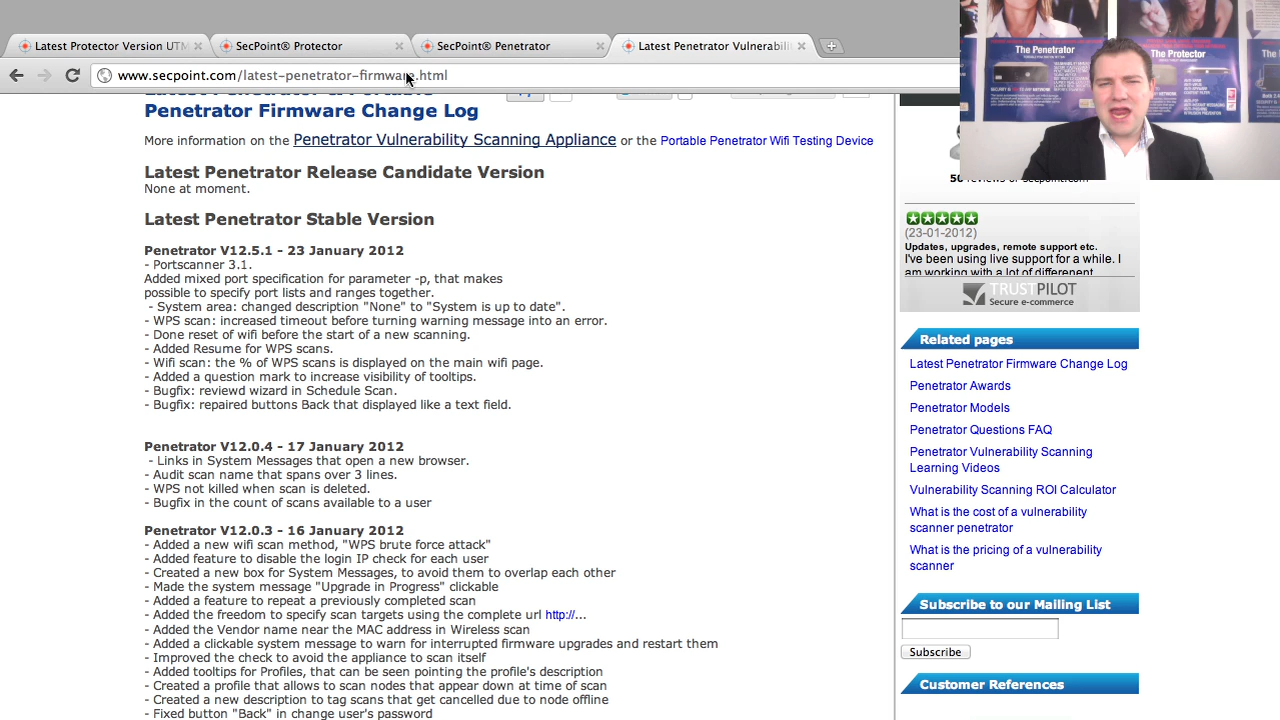 Latest Protector Version UTM
SecPoint® Protector
SecPoint® Penetrator
Latest Penetrator Vulnerabili
www.secpoint.com/latest-penetrator-firmware.html
The Penetrator
The Protector
Penetrator Firmware Change Log
More information on the Penetrator Vulnerability Scanning Appliance or the Portable Penetrator Wifi Testing Device
Latest Penetrator Release Candidate Version
None at moment.
Latest Penetrator Stable Version
Penetrator V12.5.1 - 23 January 2012
- Portscanner 3.1.
Added mixed port specification for parameter -p, that makes
possible to specify port lists and ranges together.
- System area: changed description "None" to "System is up to date".
- WPS scan: increased timeout before turning warning message into an error.
- Done reset of wifi before the start of a new scanning.
- Added Resume for WPS scans.
- Wifi scan: the % of WPS scans is displayed on the main wifi page.
- Added a question mark to increase visibility of tooltips.
- Bugfix: reviewd wizard in Schedule Scan.
- Bugfix: repaired buttons Back that displayed like a text field.
Penetrator V12.0.4 - 17 January 2012
- Links in System Messages that open a new browser.
- Audit scan name that spans over 3 lines.
- WPS not killed when scan is deleted.
- Bugfix in the count of scans available to a user
Penetrator V12.0.3 - 16 January 2012
- Added a new wifi scan method, "WPS brute force attack"
- Added feature to disable the login IP check for each user
- Created a new box for System Messages, to avoid them to overlap each other
- Made the system message "Upgrade in Progress" clickable
- Added a feature to repeat a previously completed scan
- Added the freedom to specify scan targets using the complete url http://...
- Added the Vendor name near the MAC address in Wireless scan
- Added a clickable system message to warn for interrupted firmware upgrades and restart them
- Improved the check to avoid the appliance to scan itself
- Added tooltips for Profiles, that can be seen pointing the profile's description
- Created a profile that allows to scan nodes that appear down at time of scan
- Created a new description to tag scans that get cancelled due to node offline
- Fixed button "Back" in change user's password
(23-01-2012)
Updates, upgrades, remote support etc.
I've been using live support for a while. I
am working with a lot of differenent
TRUSTPILOT
Secure e-commerce
Related pages
Latest Penetrator Firmware Change Log
Penetrator Awards
Penetrator Models
Penetrator Questions FAQ
Penetrator Vulnerability Scanning
Learning Videos
Vulnerability Scanning ROI Calculator
What is the cost of a vulnerability
scanner penetrator
What is the pricing of a vulnerability
scanner
Subscribe to our Mailing List
Subscribe
Customer References